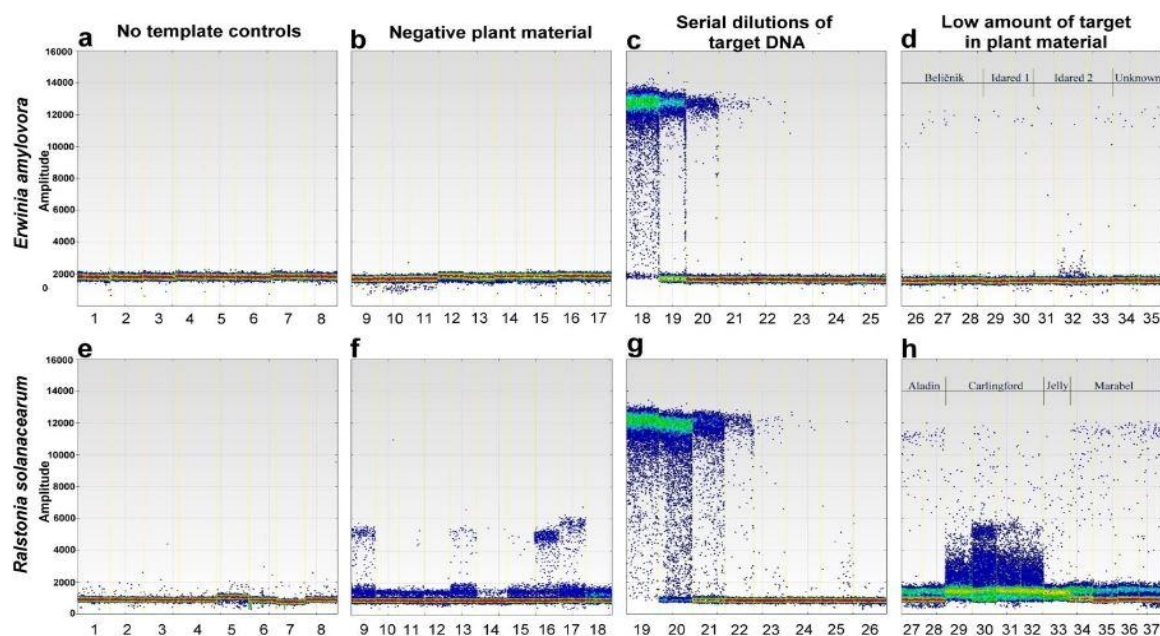 a No template controls
b Negative plant material
c Serial dilutions of
target DNA
d Low amount of target
in plant material
Erwinia amylovora
Amplitude
16000
14000
12000
10000
8000
6000
4000
2000
0
Beličnik Idared 1 Idared 2 Unknown
1 2 3 4 5 6 7 8
9 10 11 12 13 14 15 16 17
18 19 20 21 22 23 24 25
26 27 28 29 30 31 32 33 34 35
e
f
g
h
Ralstonia solanacearum
Amplitude
16000
14000
12000
10000
8000
6000
4000
2000
0
Aladin Carlingford Jelly Marabel
1 2 3 4 5 6 7 8
9 10 11 12 13 14 15 16 17 18
19 20 21 22 23 24 25 26
27 28 29 30 31 32 33 34 35 36 37